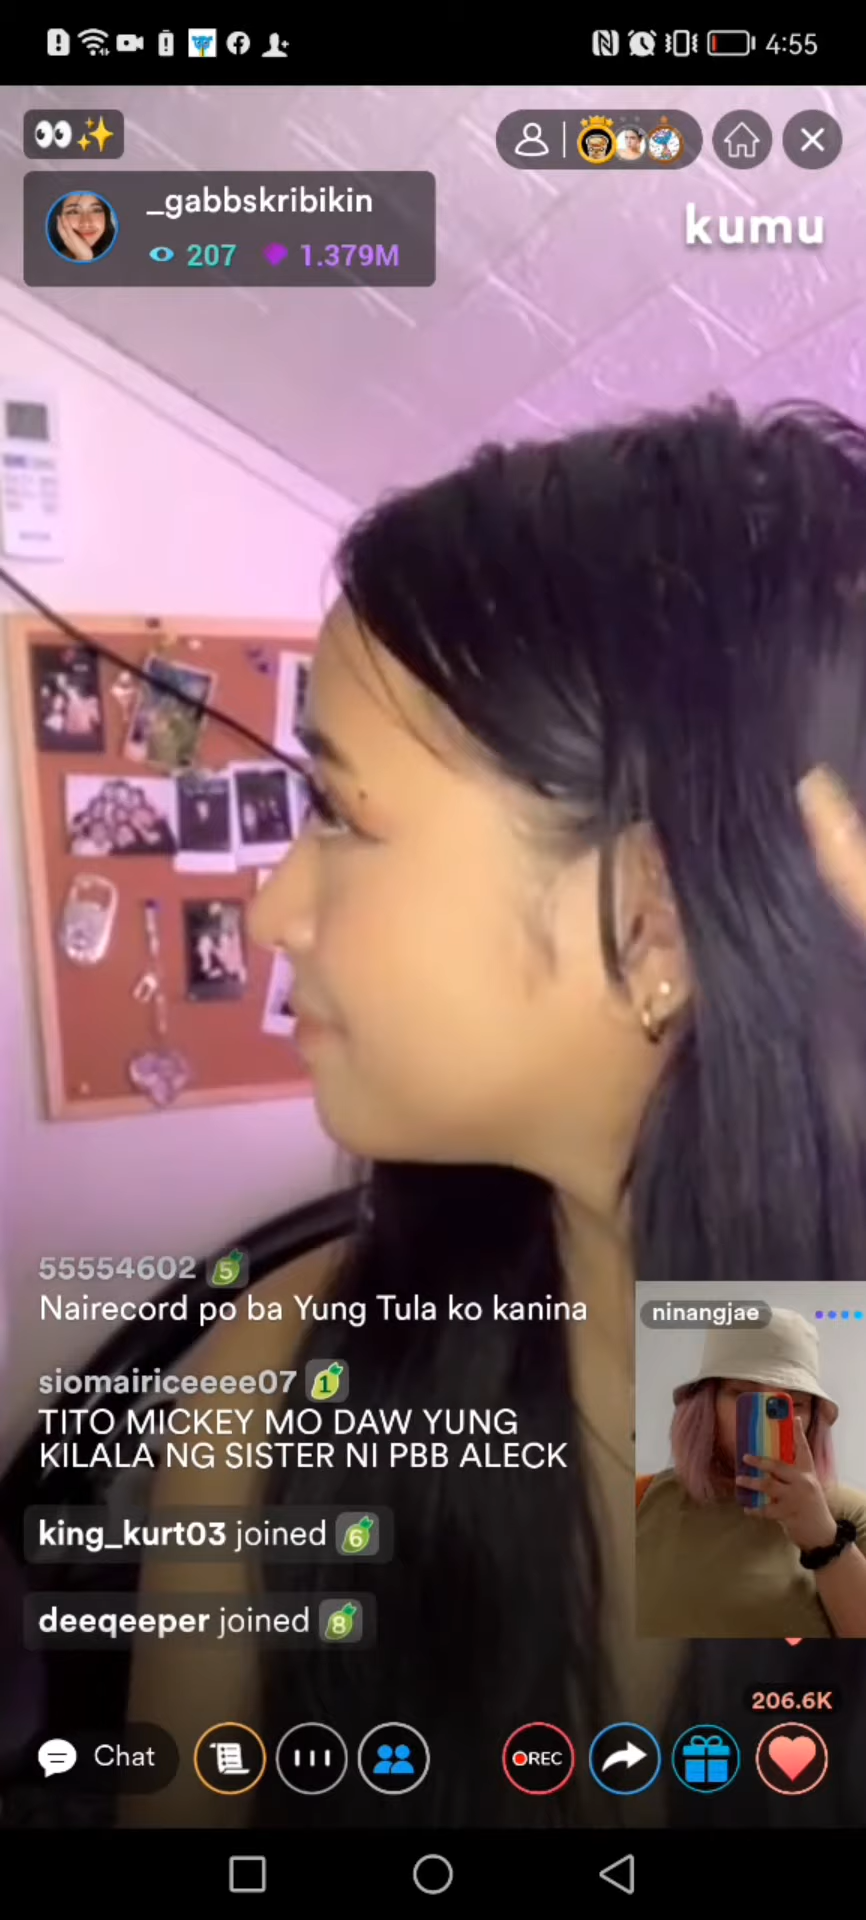 4:55
_gabbskribikin
207 1.379M
kumu
55554602 5
Nairecord po ba Yung Tula ko kanina
siomairiceeee07 1
TITO MICKEY MO DAW YUNG
KILALA NG SISTER NI PBB ALECK
king_kurt03 joined 6
deeqeeper joined 8
ninangjae
206.6K
Chat
REC